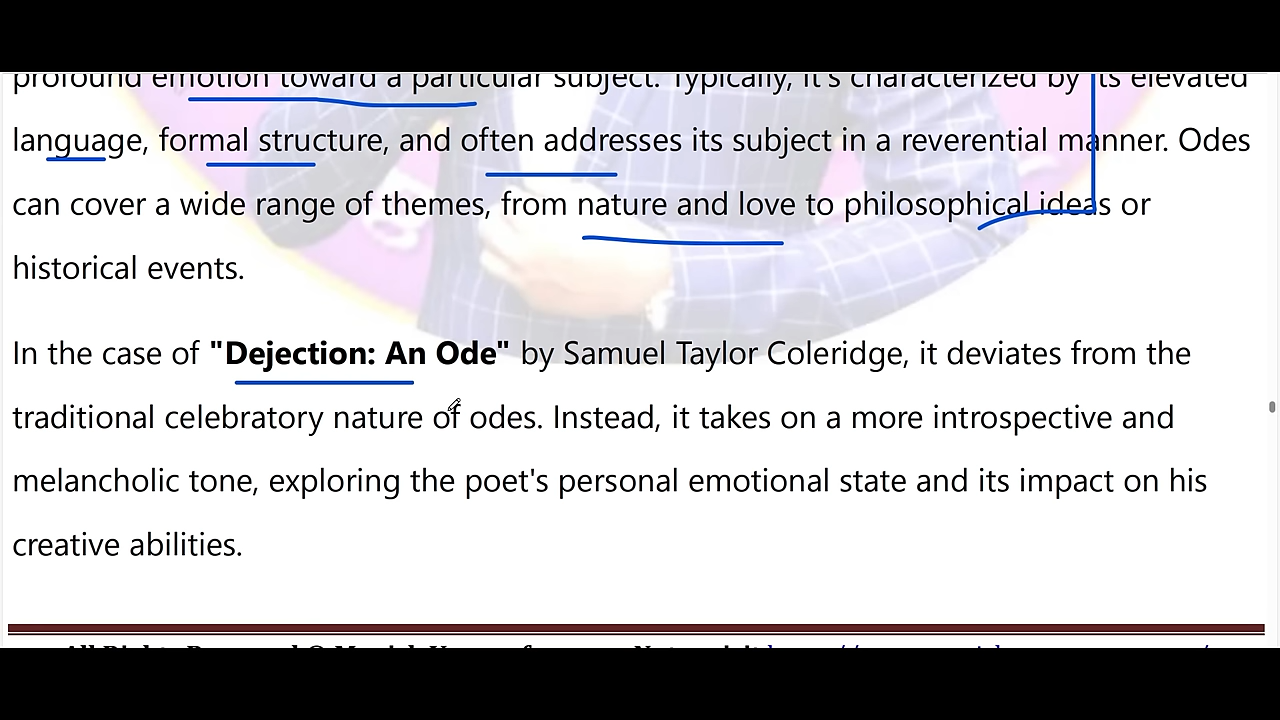 profound emotion toward a particular subject. Typically, it's characterized by its elevated
language, formal structure, and often addresses its subject in a reverential manner. Odes
can cover a wide range of themes, from nature and love to philosophical ideas or
historical events.
In the case of "Dejection: An Ode" by Samuel Taylor Coleridge, it deviates from the
traditional celebratory nature of odes. Instead, it takes on a more introspective and
melancholic tone, exploring the poet's personal emotional state and its impact on his
creative abilities.